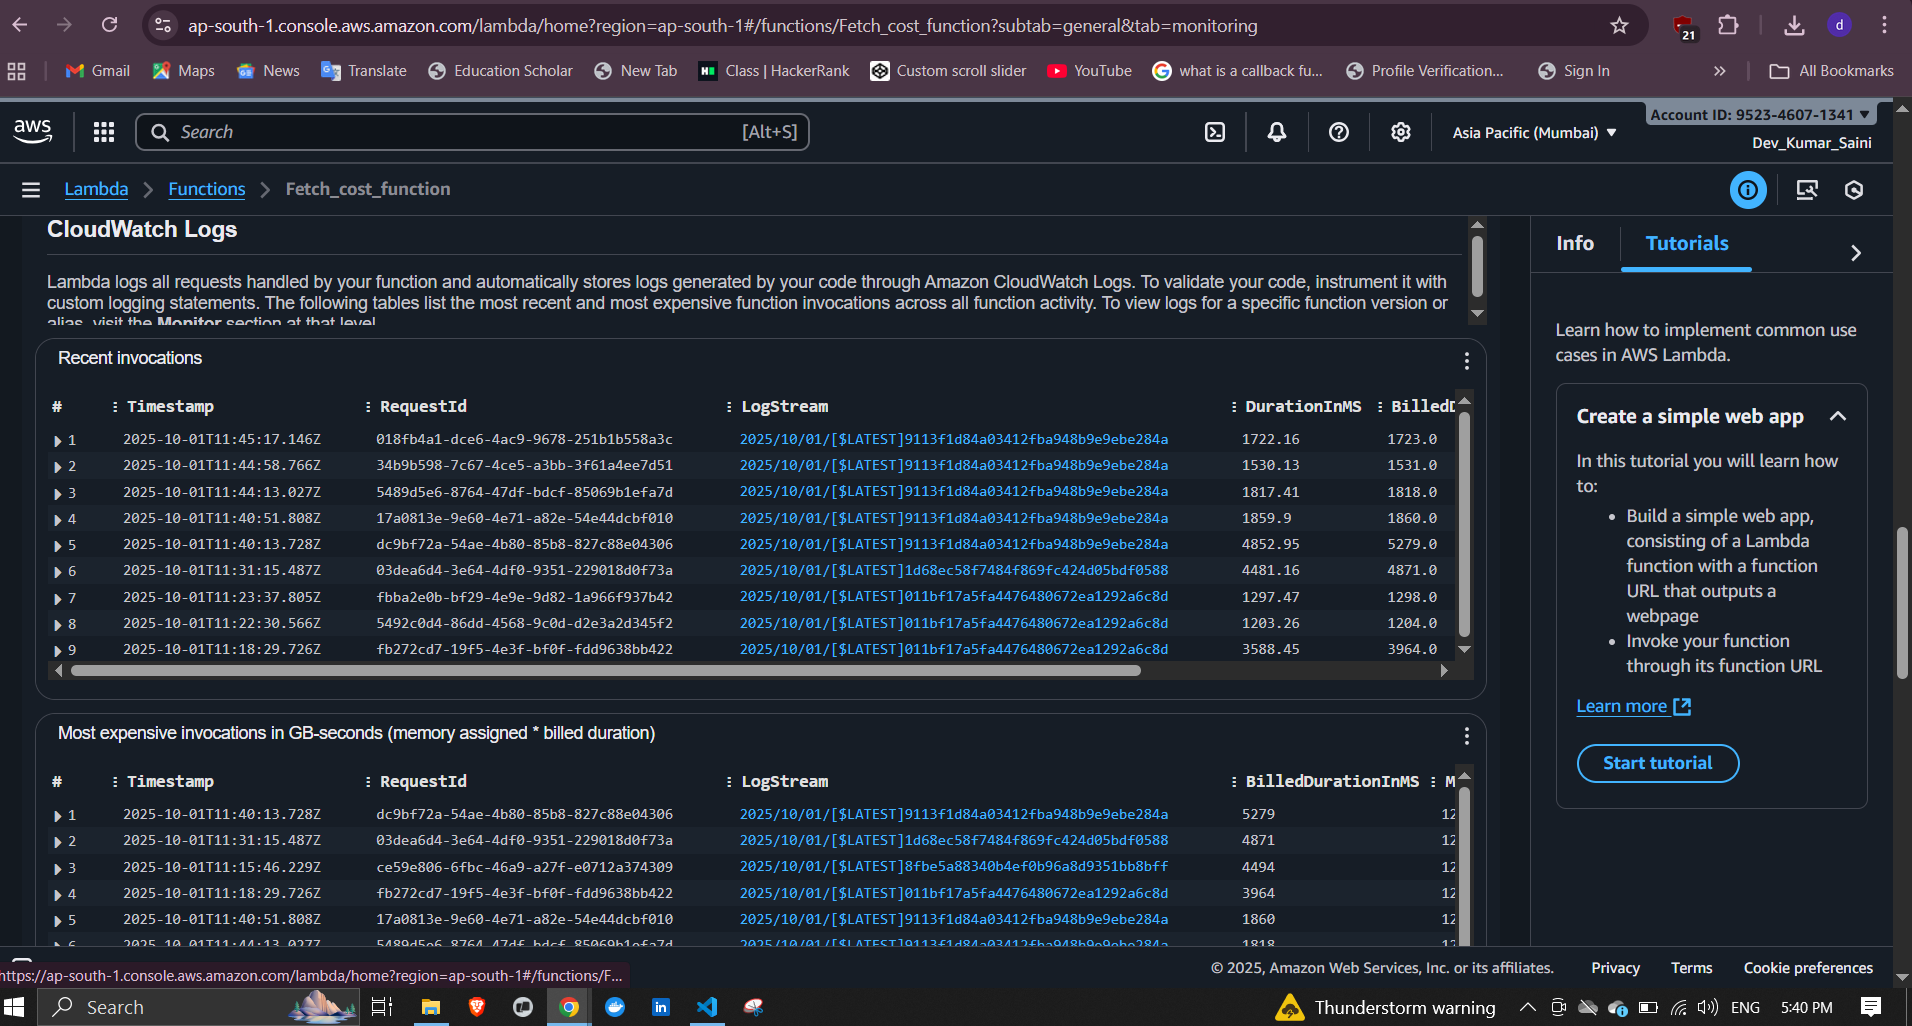 ap-south-1.console.aws.amazon.com/lambda/home?region=ap-south-1#/functions/Fetch_cost_function?subtab=general&tab=monitoring
21
d
Gmail Maps News Translate Education Scholar New Tab Class | HackerRank Custom scroll slider YouTube what is a callback fu... Profile Verification... Sign In » All Bookmarks
aws Search [Alt+S] Asia Pacific (Mumbai) ▼ Account ID: 9523-4607-1341 ▼
Dev_Kumar_Saini
Lambda > Functions > Fetch_cost_function
CloudWatch Logs
Lambda logs all requests handled by your function and automatically stores logs generated by your code through Amazon CloudWatch Logs. To validate your code, instrument it with
custom logging statements. The following tables list the most recent and most expensive function invocations across all function activity. To view logs for a specific function version or
alias, visit the Monitor section at that level
Recent invocations
# Timestamp RequestId LogStream DurationInMS BilledD
1 2025-10-01T11:45:17.146Z 018fb4a1-dce6-4ac9-9678-251b1b558a3c 2025/10/01/[$LATEST]9113f1d84a03412fba948b9e9ebe284a 1722.16 1723.0
2 2025-10-01T11:44:58.766Z 34b9b598-7c67-4ce5-a3bb-3f61a4ee7d51 2025/10/01/[$LATEST]9113f1d84a03412fba948b9e9ebe284a 1530.13 1531.0
3 2025-10-01T11:44:13.027Z 5489d5e6-8764-47df-bdcf-85069b1efa7d 2025/10/01/[$LATEST]9113f1d84a03412fba948b9e9ebe284a 1817.41 1818.0
4 2025-10-01T11:40:51.808Z 17a0813e-9e60-4e71-a82e-54e44dcbf010 2025/10/01/[$LATEST]9113f1d84a03412fba948b9e9ebe284a 1859.9 1860.0
5 2025-10-01T11:40:13.728Z dc9bf72a-54ae-4b80-85b8-827c88e04306 2025/10/01/[$LATEST]9113f1d84a03412fba948b9e9ebe284a 4852.95 5279.0
6 2025-10-01T11:31:15.487Z 03dea6d4-3e64-4df0-9351-229018d0f73a 2025/10/01/[$LATEST]1d68ec58f7484f869fc424d05bdf0588 4481.16 4871.0
7 2025-10-01T11:23:37.805Z fbba2e0b-bf29-4e9e-9d82-1a966f937b42 2025/10/01/[$LATEST]011bf17a5fa4476480672ea1292a6c8d 1297.47 1298.0
8 2025-10-01T11:22:30.566Z 5492c0d4-86dd-4568-9c0d-d2e3a2d345f2 2025/10/01/[$LATEST]011bf17a5fa4476480672ea1292a6c8d 1203.26 1204.0
9 2025-10-01T11:18:29.726Z fb272cd7-19f5-4e3f-bf0f-fdd9638bb422 2025/10/01/[$LATEST]011bf17a5fa4476480672ea1292a6c8d 3588.45 3964.0
Most expensive invocations in GB-seconds (memory assigned * billed duration)
# Timestamp RequestId LogStream BilledDurationInMS M
1 2025-10-01T11:40:13.728Z dc9bf72a-54ae-4b80-85b8-827c88e04306 2025/10/01/[$LATEST]9113f1d84a03412fba948b9e9ebe284a 5279 12
2 2025-10-01T11:31:15.487Z 03dea6d4-3e64-4df0-9351-229018d0f73a 2025/10/01/[$LATEST]1d68ec58f7484f869fc424d05bdf0588 4871 12
3 2025-10-01T11:15:46.229Z ce59e806-6fbc-46a9-a27f-e0712a374309 2025/10/01/[$LATEST]8fbe5a88340b4ef0b96a8d9351bb8bff 4494 12
4 2025-10-01T11:18:29.726Z fb272cd7-19f5-4e3f-bf0f-fdd9638bb422 2025/10/01/[$LATEST]011bf17a5fa4476480672ea1292a6c8d 3964 12
5 2025-10-01T11:40:51.808Z 17a0813e-9e60-4e71-a82e-54e44dcbf010 2025/10/01/[$LATEST]9113f1d84a03412fba948b9e9ebe284a 1860 12
6 2025-10-01T11:44:13.027Z 5489d5e6-8764-47df-bdcf-85069b1efa7d 2025/10/01/[$LATEST]9113f1d84a03412fba948b9e9ebe284a 1818 12
Info Tutorials
Learn how to implement common use
cases in AWS Lambda.
Create a simple web app
In this tutorial you will learn how
to:
• Build a simple web app,
consisting of a Lambda
function with a function
URL that outputs a
webpage
• Invoke your function
through its function URL
Learn more
Start tutorial
https://ap-south-1.console.aws.amazon.com/lambda/home?region=ap-south-1#/functions/F...
© 2025, Amazon Web Services, Inc. or its affiliates. Privacy Terms Cookie preferences
Search Thunderstorm warning ENG 5:40 PM